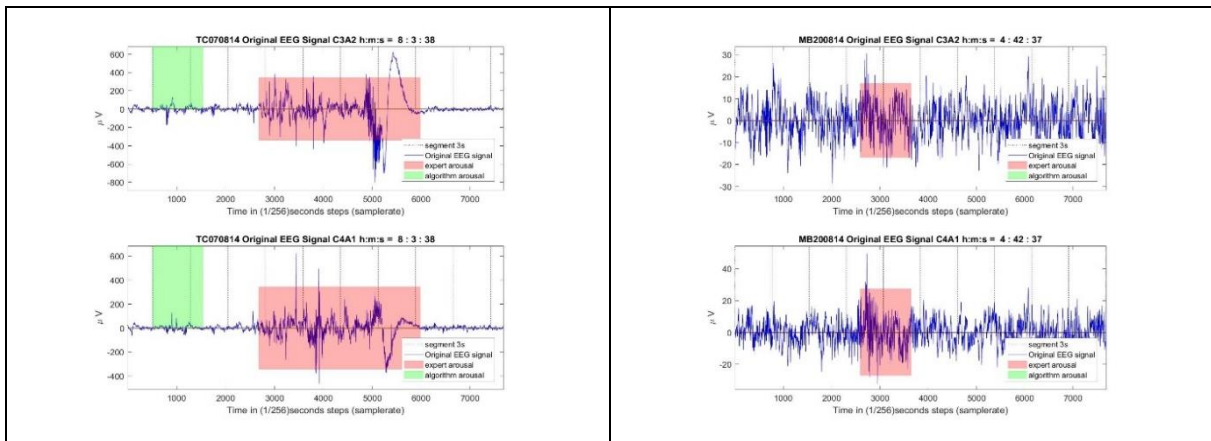 TC070814 Original EEG Signal C3A2 h:m:s = 8 : 3 : 38
600
400
200
0
-200
-400
-600
-800
μ V
segment 3s
Original EEG signal
expert arousal
algorithm arousal
1000 2000 3000 4000 5000 6000 7000
Time in (1/256)seconds steps (samplerate)
TC070814 Original EEG Signal C4A1 h:m:s = 8 : 3 : 38
600
400
200
0
-200
-400
μ V
segment 3s
Original EEG signal
expert arousal
algorithm arousal
1000 2000 3000 4000 5000 6000 7000
Time in (1/256)seconds steps (samplerate)
MB200814 Original EEG Signal C3A2 h:m:s = 4 : 42 : 37
30
20
10
0
-10
-20
-30
μ V
segment 3s
Original EEG signal
expert arousal
algorithm arousal
1000 2000 3000 4000 5000 6000 7000
Time in (1/256)seconds steps (samplerate)
MB200814 Original EEG Signal C4A1 h:m:s = 4 : 42 : 37
40
20
0
-20
μ V
segment 3s
Original EEG signal
expert arousal
algorithm arousal
1000 2000 3000 4000 5000 6000 7000
Time in (1/256)seconds steps (samplerate)